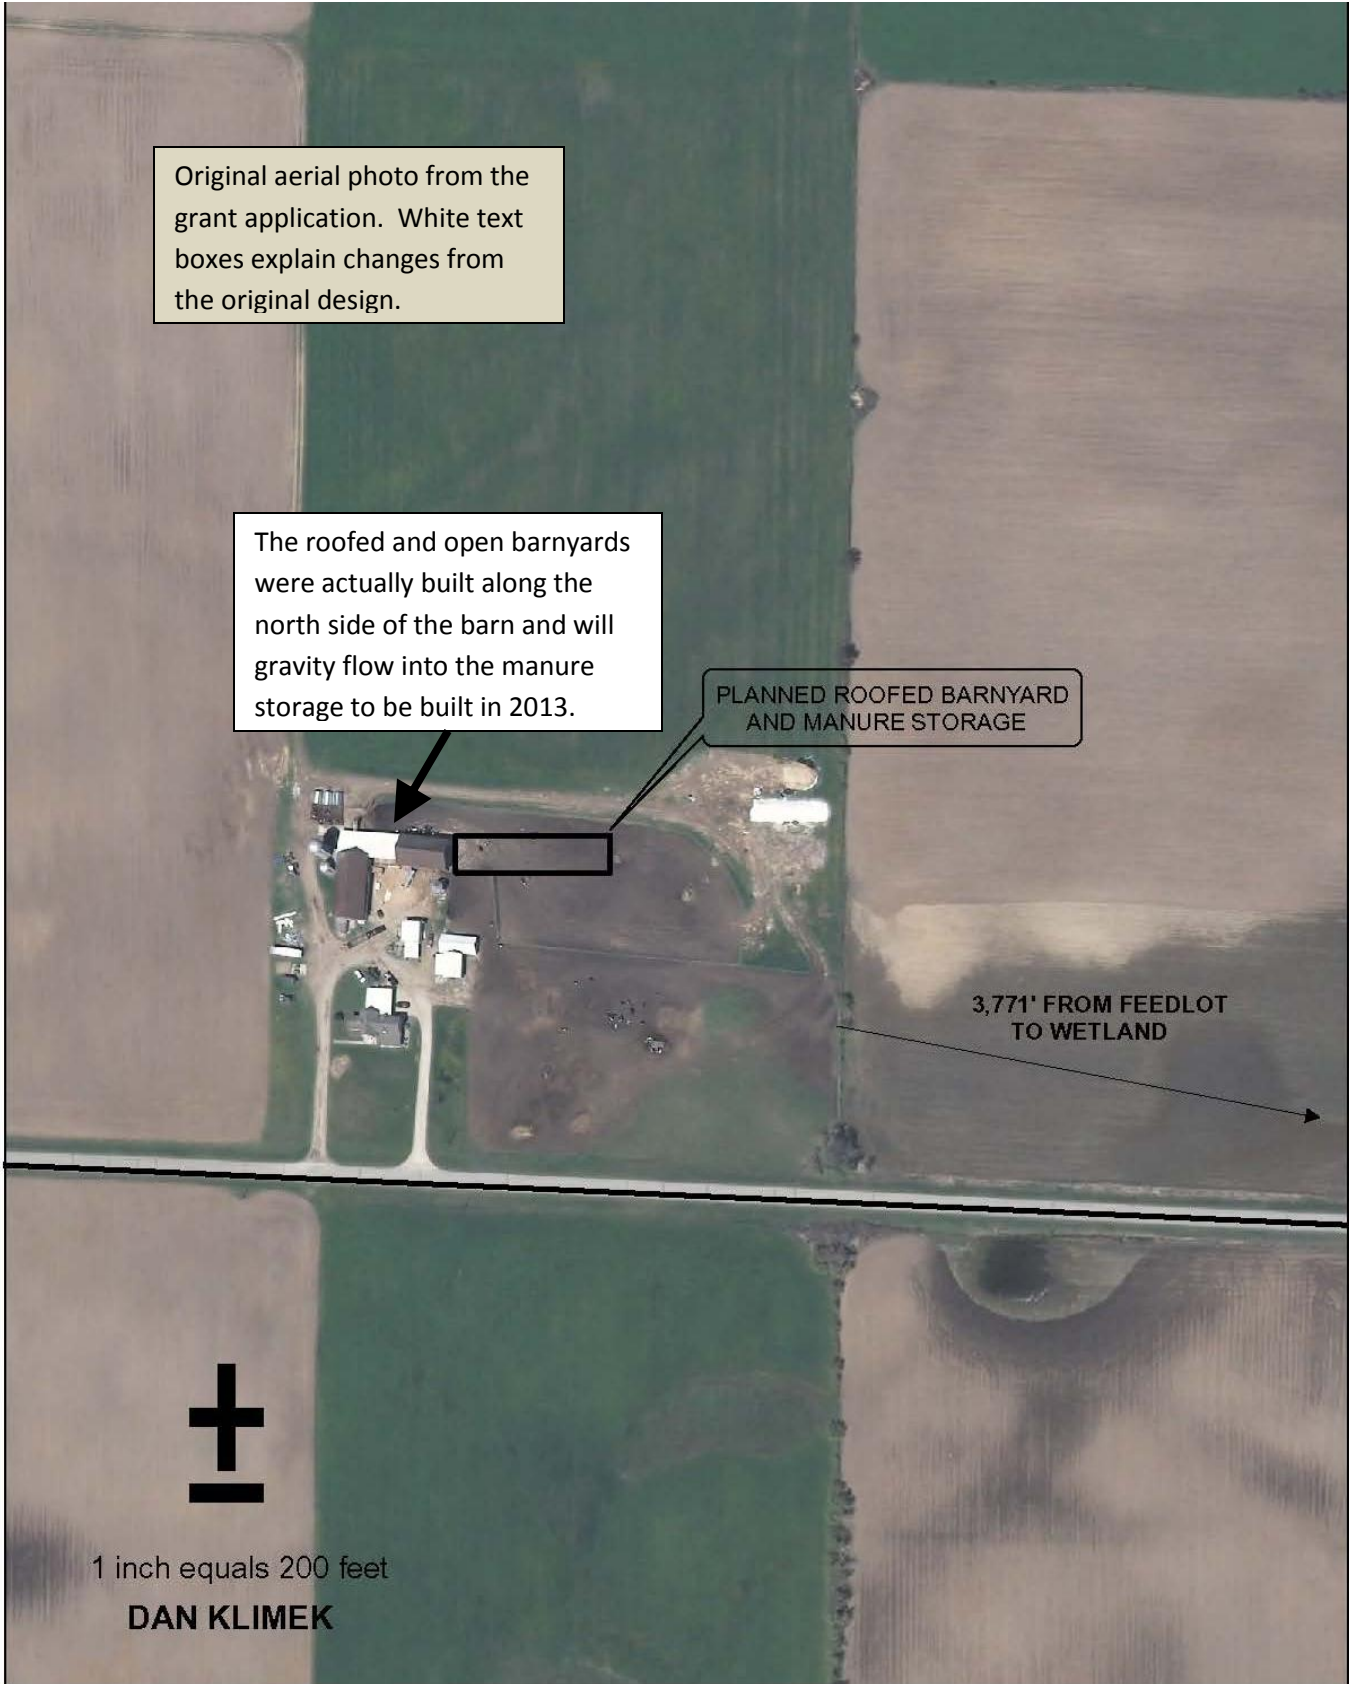 Original aerial photo from the
grant application.  White text
boxes explain changes from
the original design.
The roofed and open barnyards
were actually built along the
north side of the barn and will
gravity flow into the manure
storage to be built in 2013.
PLANNED ROOFED BARNYARD
AND MANURE STORAGE
3,771' FROM FEEDLOT
TO WETLAND
±
1 inch equals 200 feet
DAN KLIMEK